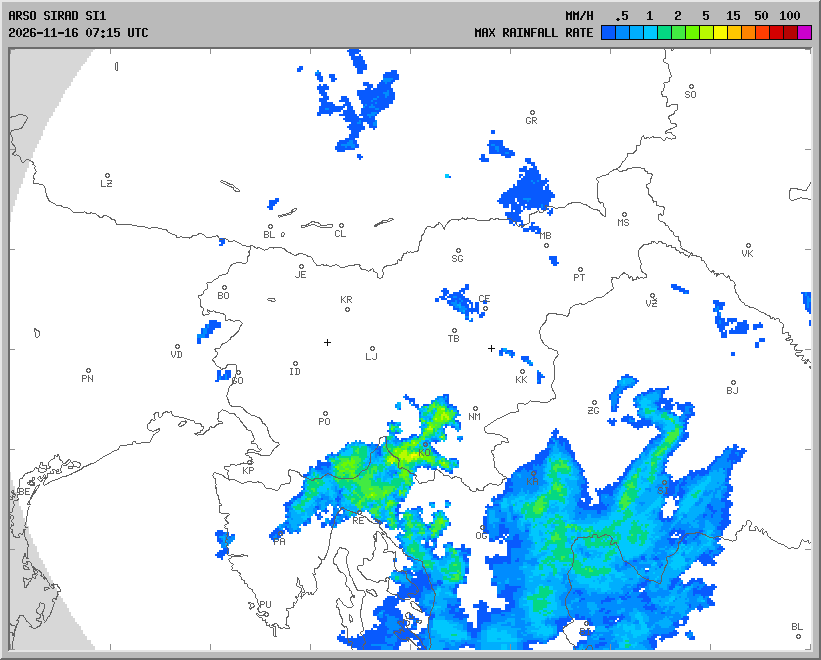 ARSO SIRAD SI1
MM/H .5 1 2 5 15 50 100
2026-11-16 07:15 UTC
MAX RAINFALL RATE
SO
GR
LZ
MS
BL
CL
MB
VK
SG
JE
PT
BO
KR
CE
VZ
TB
VD
LJ
ID
KK
PN
GO
BJ
NM
ZG
PO
KO
KP
BE
RE
OG
PA
PU
BL